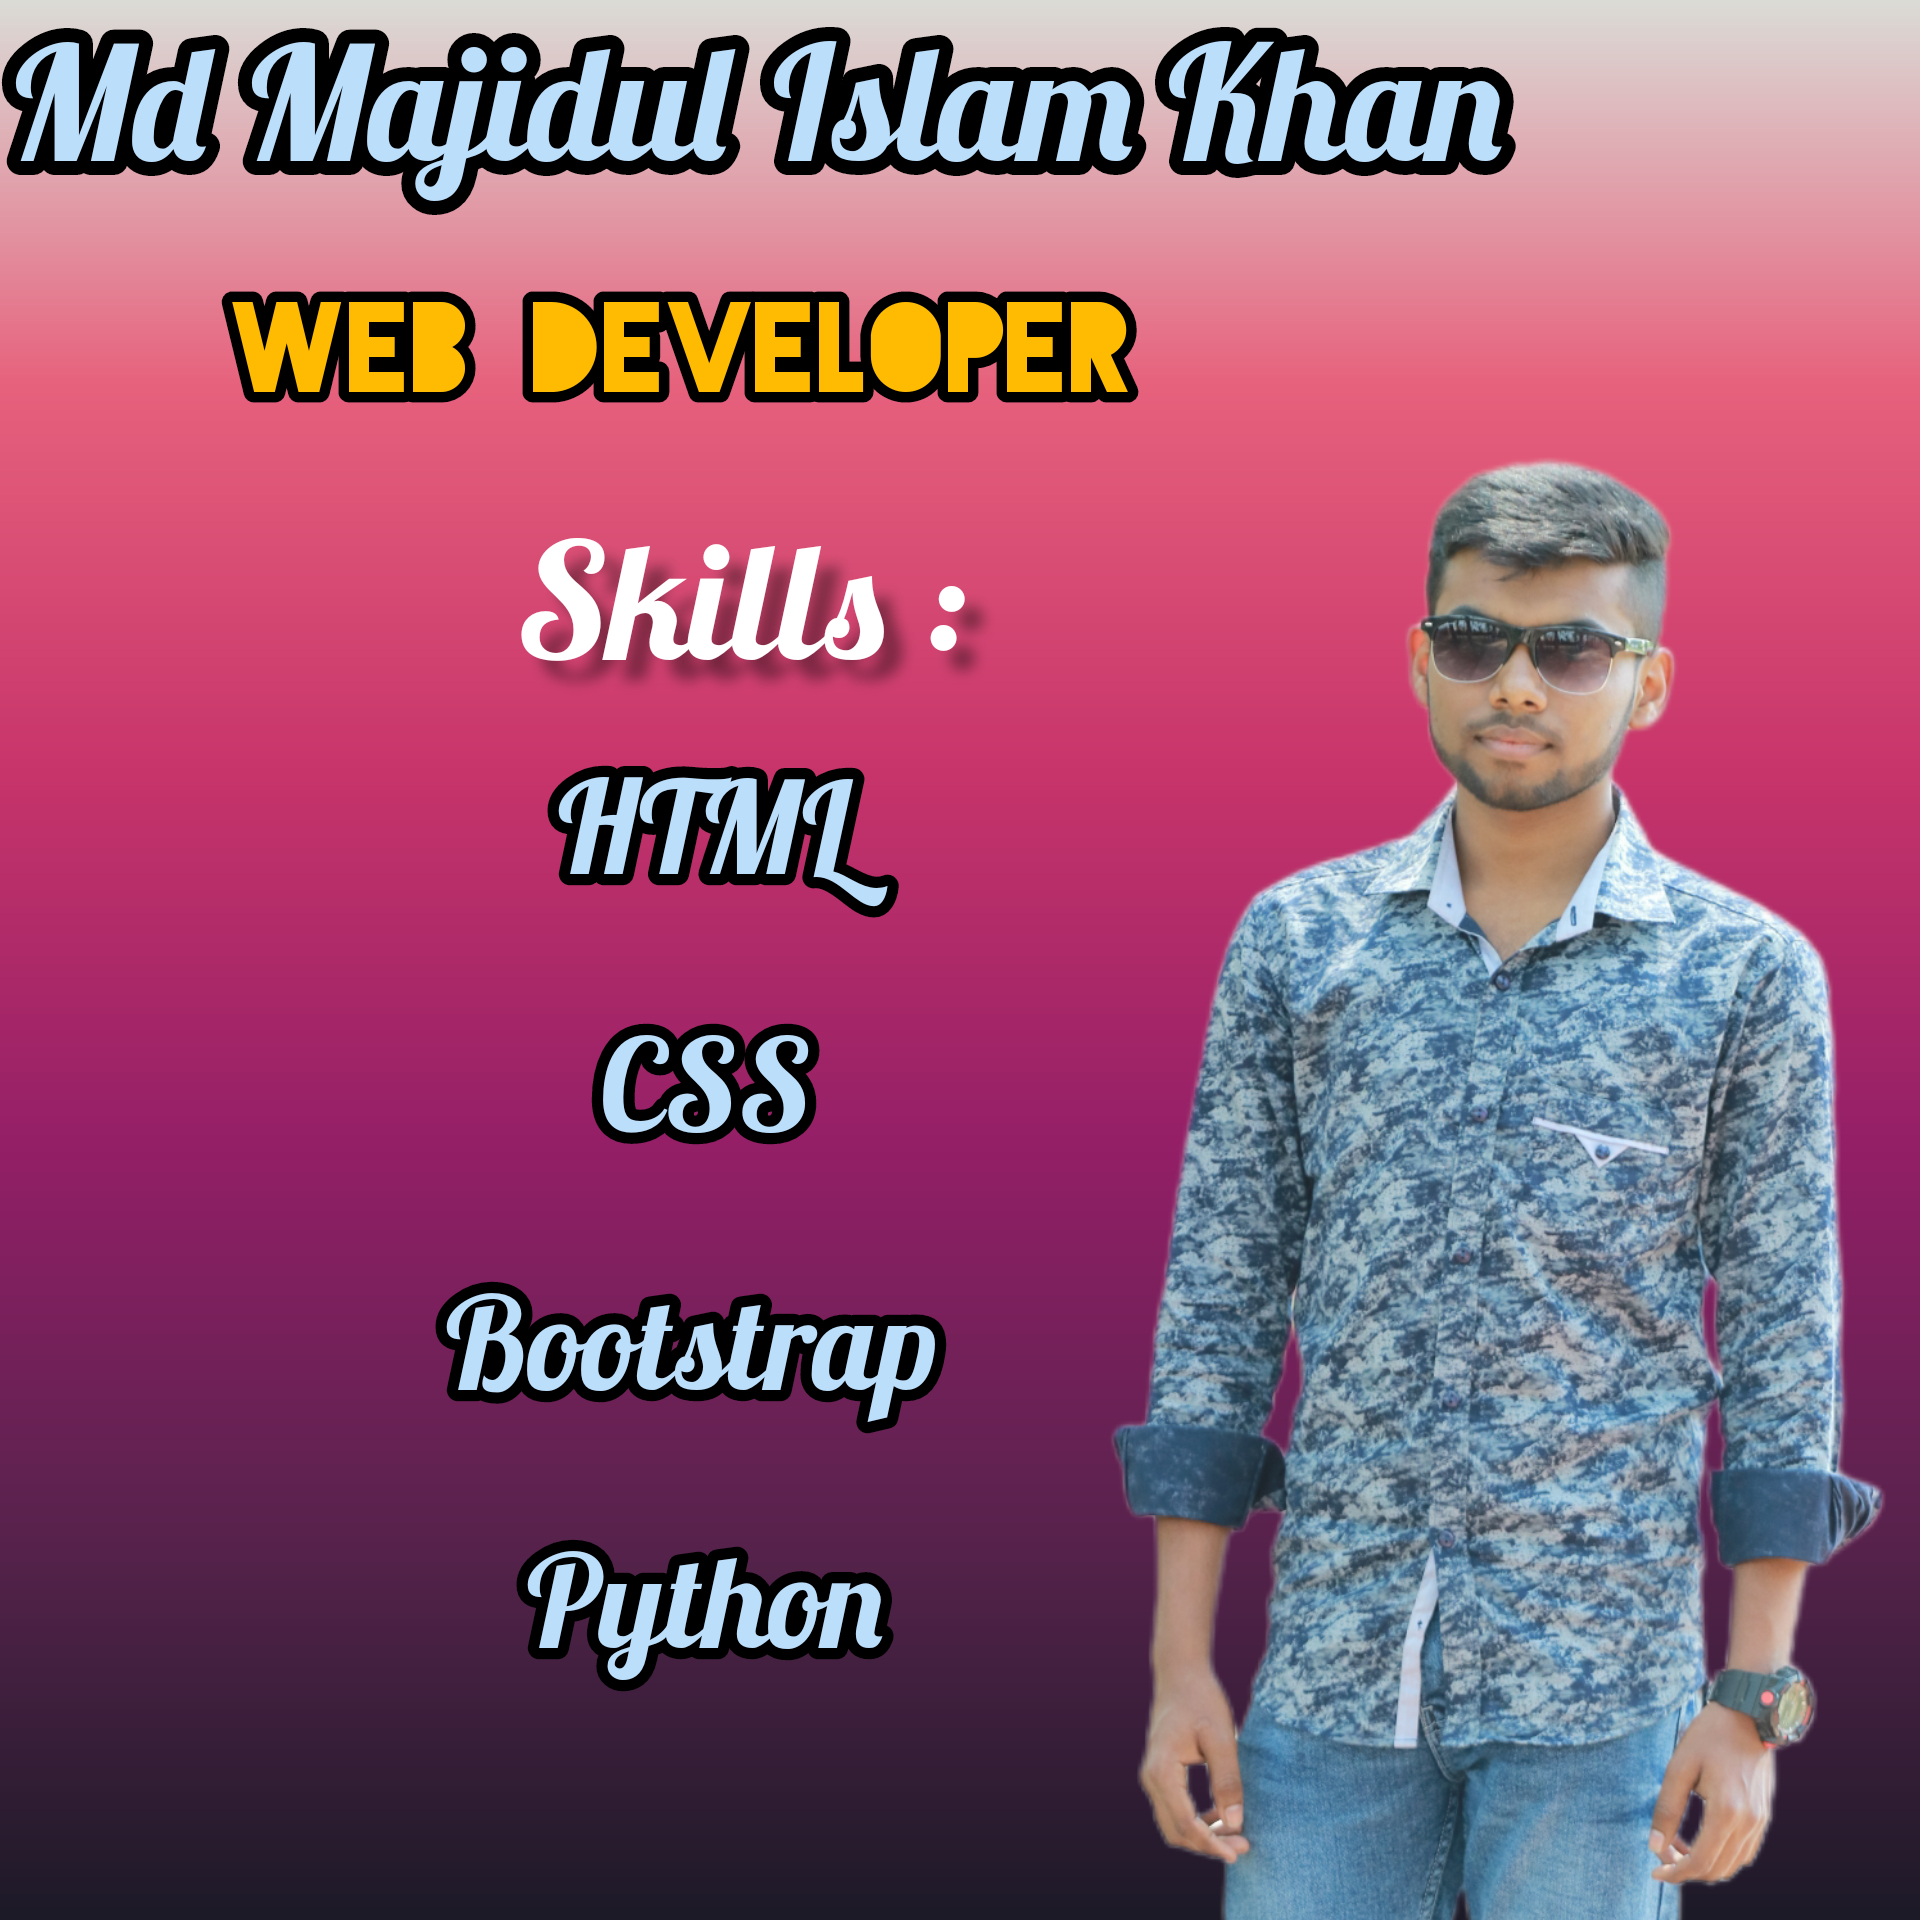 Md Majidul Islam Khan
WEB DEVELOPER
Skills :
HTML
CSS
Bootstrap
Python